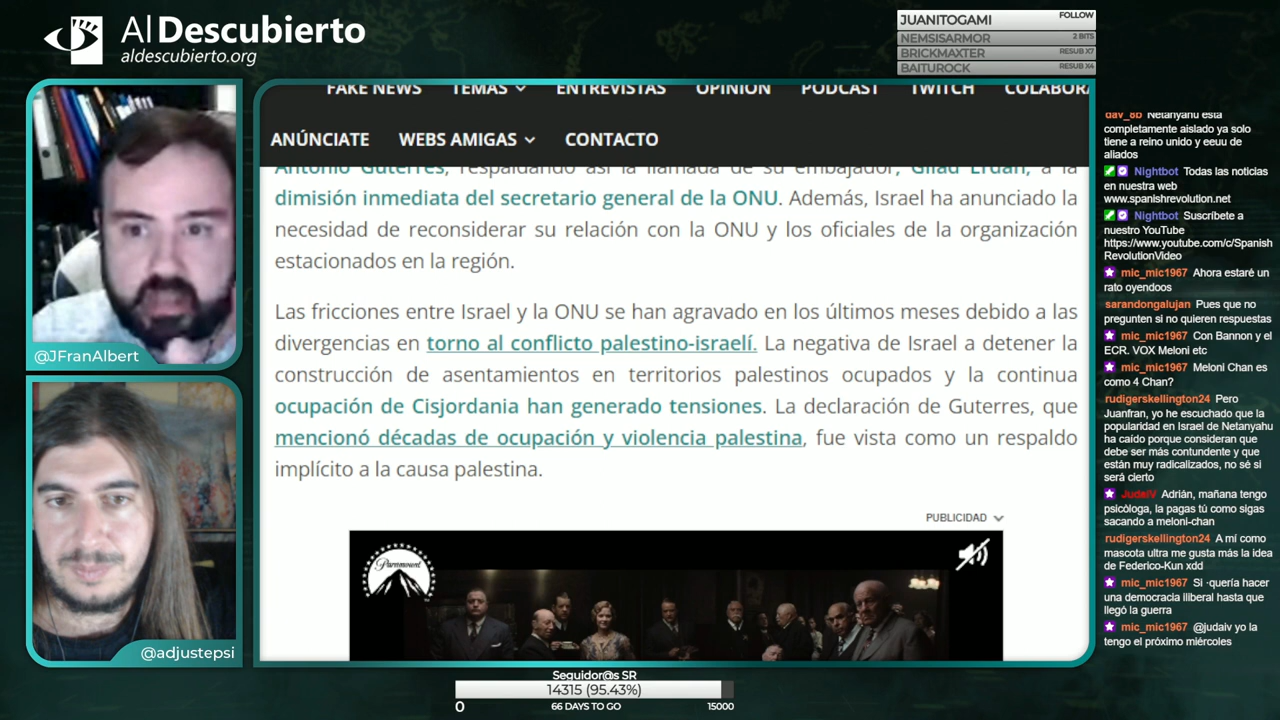 Al Descubierto
aldescubierto.org
JUANITOGAMI FOLLOW
NEMSISARMOR 2 BITS
BRICKMAXTER RESUB X7
BAITUROCK RESUB X4
FAKE NEWS TEMAS ENTREVISTAS OPINIÓN PODCAST TWITCH COLABORA
ANÚNCIATE WEBS AMIGAS CONTACTO
Antonio Guterres, respaldando así la llamada de su embajador, Gilad Erdan, a la
dimisión inmediata del secretario general de la ONU. Además, Israel ha anunciado la
necesidad de reconsiderar su relación con la ONU y los oficiales de la organización
estacionados en la región.
Las fricciones entre Israel y la ONU se han agravado en los últimos meses debido a las
divergencias en torno al conflicto palestino-israelí. La negativa de Israel a detener la
construcción de asentamientos en territorios palestinos ocupados y la continua
ocupación de Cisjordania han generado tensiones. La declaración de Guterres, que
mencionó décadas de ocupación y violencia palestina, fue vista como un respaldo
implícito a la causa palestina.
PUBLICIDAD
Paramount
@JFranAlbert
@adjustepsi
dav_8b Netanyahu esta
completamente aislado ya solo
tiene a reino unido y eeuu de
aliados
Nightbot Todas las noticias
en nuestra web
www.spanishrevolution.net
Nightbot Suscríbete a
nuestro YouTube
https://www.youtube.com/c/Spanish
RevolutionVideo
mic_mic1967 Ahora estaré un
rato oyendoos
sarandongalujan Pues que no
pregunten si no quieren respuestas
mic_mic1967 Con Bannon y el
ECR. VOX Meloni etc
mic_mic1967 Meloni Chan es
como 4 Chan?
rudigerskellington24 Pero
Juanfran, yo he escuchado que la
popularidad en Israel de Netanyahu
ha caído porque consideran que
debe ser más contundente y que
están muy radicalizados, no sé si
será cierto
JudaiV Adrián, mañana tengo
psicóloga, la pagas tú como sigas
sacando a meloni-chan
rudigerskellington24 A mí como
mascota ultra me gusta más la idea
de Federico-Kun xdd
mic_mic1967 Si ·quería hacer
una democracia iliberal hasta que
llegó la guerra
mic_mic1967 @judaiv yo la
tengo el próximo miércoles
Seguidor@s SR
14315 (95.43%)
0 66 DAYS TO GO 15000